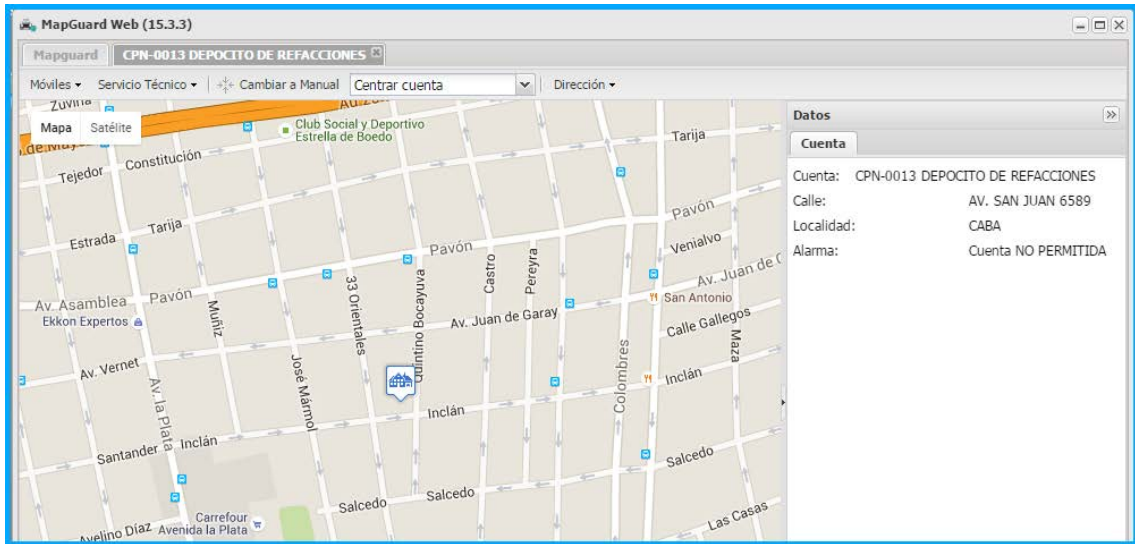 MapGuard Web (15.3.3)
Mapguard
CPN-0013 DEPOCITO DE REFACCIONES
Móviles
Servicio Técnico
Cambiar a Manual
Centrar cuenta
Dirección
Mapa
Satélite
Zuviría
Club Social y Deportivo
Estrella de Boedo
Tejedor
Constitución
Tarija
Estrada
Tarija
Pavón
Pavón
Venialvo
Av. Juan de G
Av. Asamblea
Pavón
Ekkon Expertos
Muñiz
33 Orientales
Quintino Bocayuva
Castro
Pereyra
San Antonio
Av. Juan de Garay
Calle Gallegos
Maza
Av. Vernet
Av. la Plata
José Mármol
Colombres
Inclán
Inclán
Santander
Inclán
Salcedo
Salcedo
Salcedo
Carrefour
Avenida la Plata
Avelino Díaz
Las Casas
Datos
Cuenta
Cuenta: CPN-0013 DEPOCITO DE REFACCIONES
Calle: AV. SAN JUAN 6589
Localidad: CABA
Alarma: Cuenta NO PERMITIDA